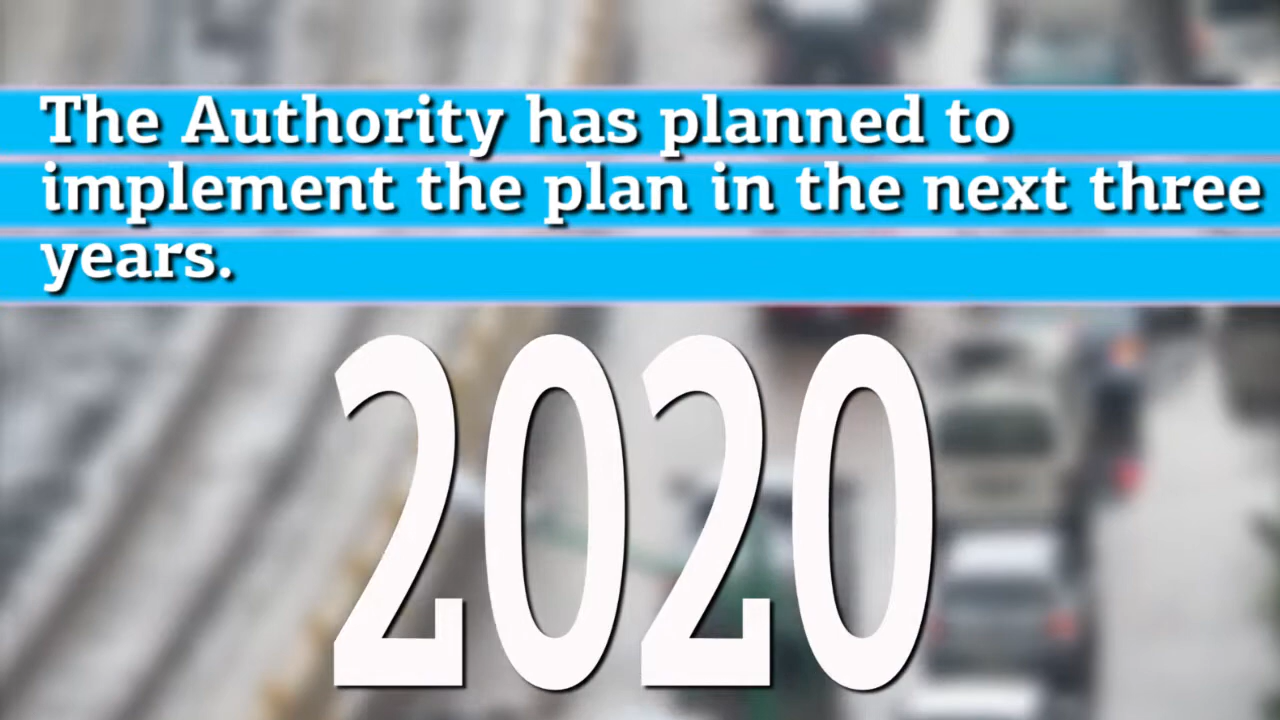 The Authority has planned to
implement the plan in the next three
years.
2020